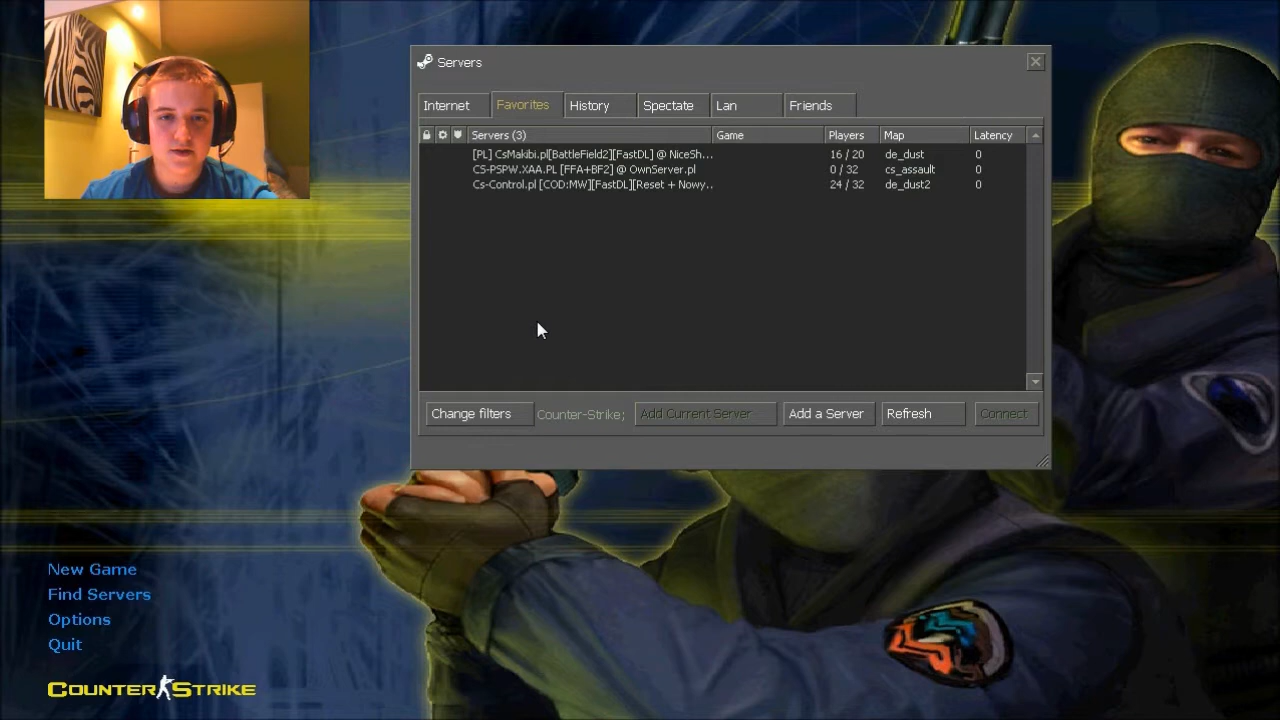 Servers
Internet Favorites History Spectate Lan Friends
Servers (3) Game Players Map Latency
[PL] CsMakibi.pl[BattleField2][FastDL] @ NiceSh... 16 / 20 de_dust 0
CS-PSPW.XAA.PL [FFA+BF2] @ OwnServer.pl 0 / 32 cs_assault 0
Cs-Control.pl [COD:MW][FastDL][Reset + Nowy... 24 / 32 de_dust2 0
Change filters Counter-Strike; Add Current Server Add a Server Refresh Connect
New Game
Find Servers
Options
Quit
COUNTER STRIKE